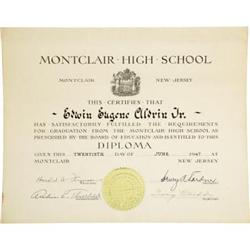 MONTCLAIR · HIGH · SCHOOL
MONTCLAIR NEW · JERSEY
THIS · CERTIFIES · THAT
Edwin Eugene Aldrin Jr.
HAS SATISFACTORILY FULFILLED THE REQUIREMENTS
FOR GRADUATION FROM THE MONTCLAIR HIGH SCHOOL AS
PRESCRIBED BY THE BOARD OF EDUCATION AND IS ENTITLED TO THIS
DIPLOMA
GIVEN THIS TWENTIETH DAY OF JUNE 1947 AT
MONTCLAIR NEW JERSEY